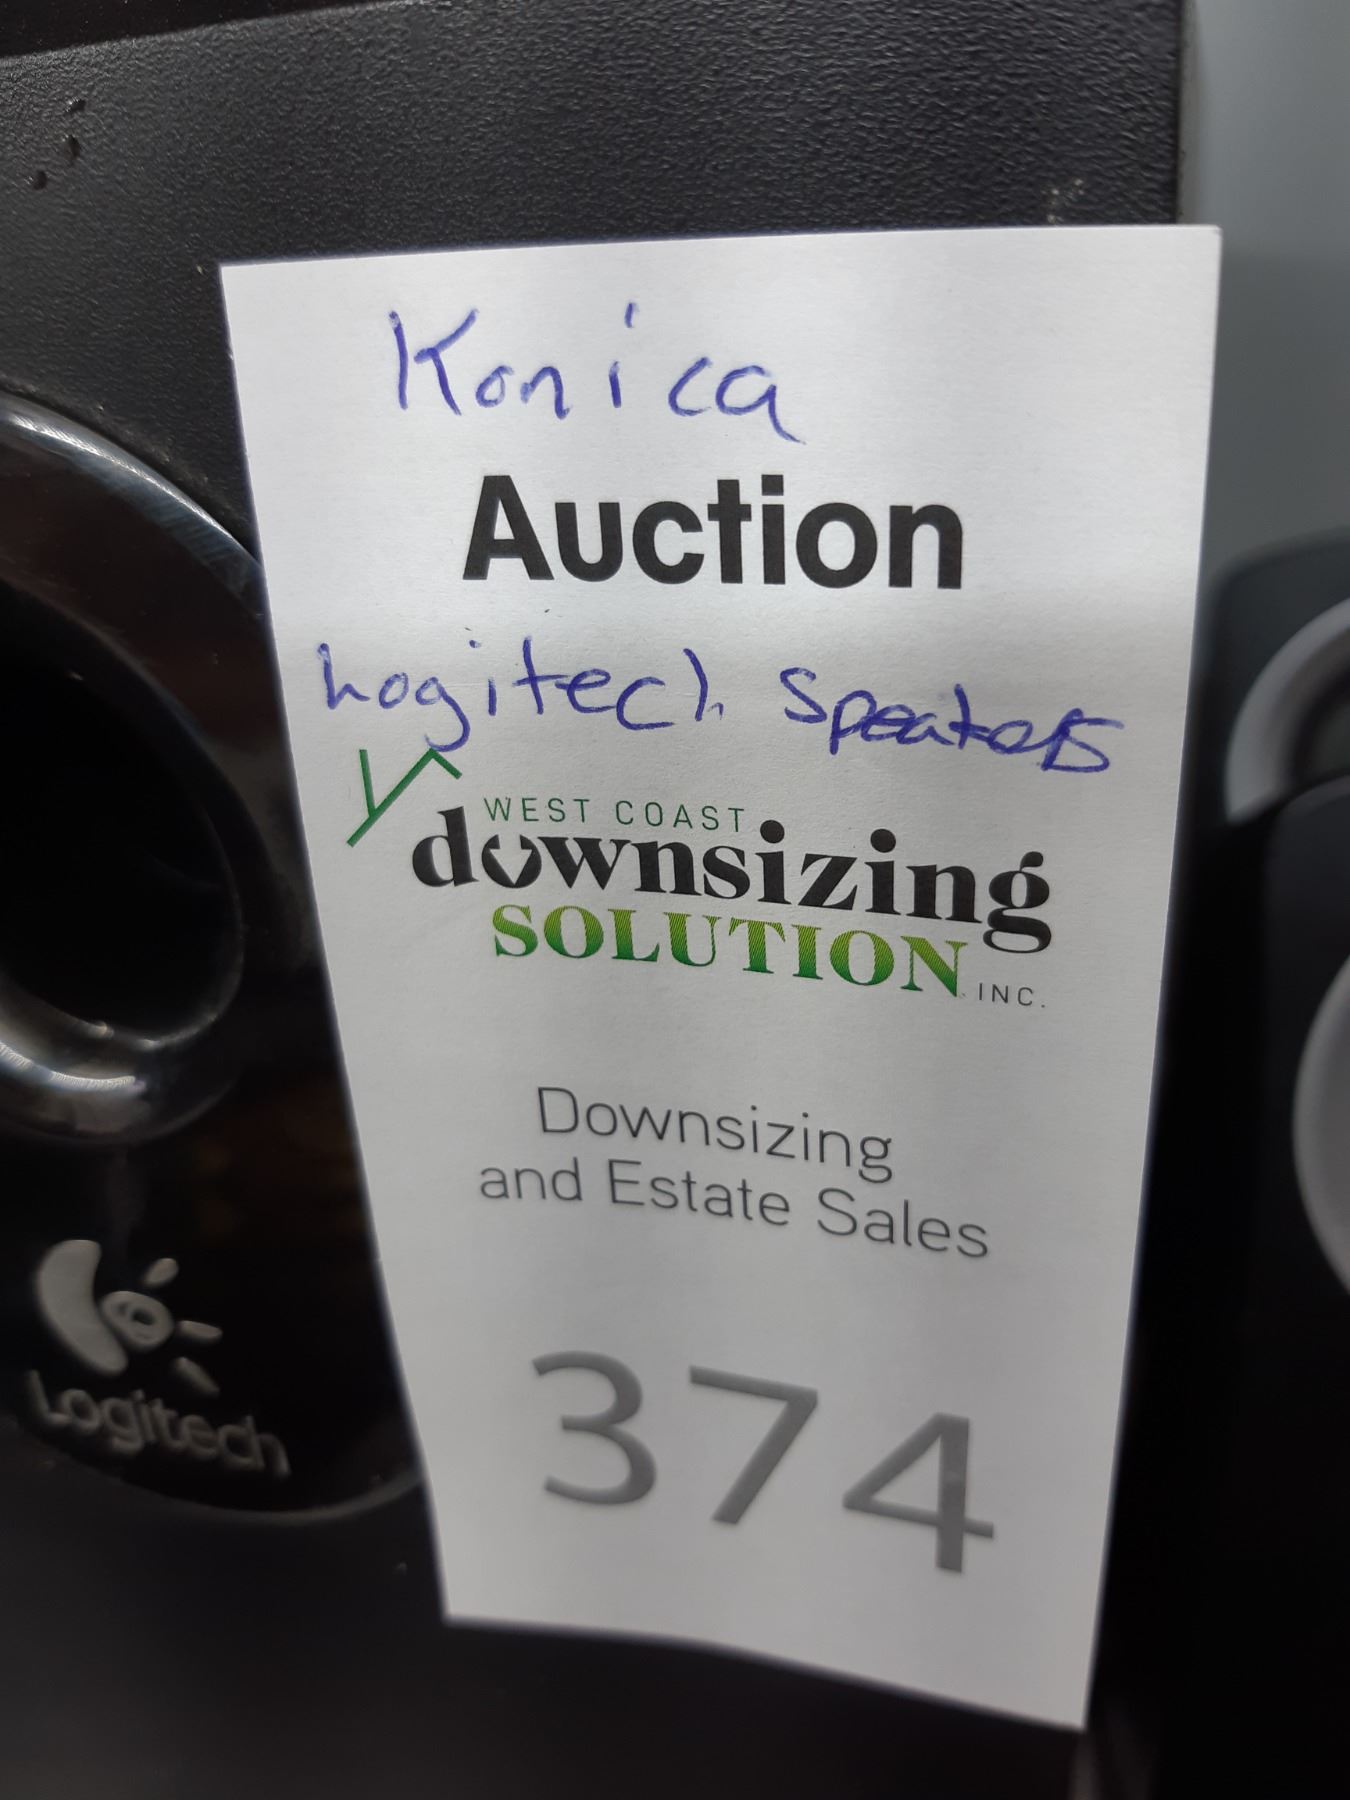 Konica
Auction
Logitech Speakers
WEST COAST
downsizing
SOLUTION INC.
Downsizing
and Estate Sales
374
Logitech